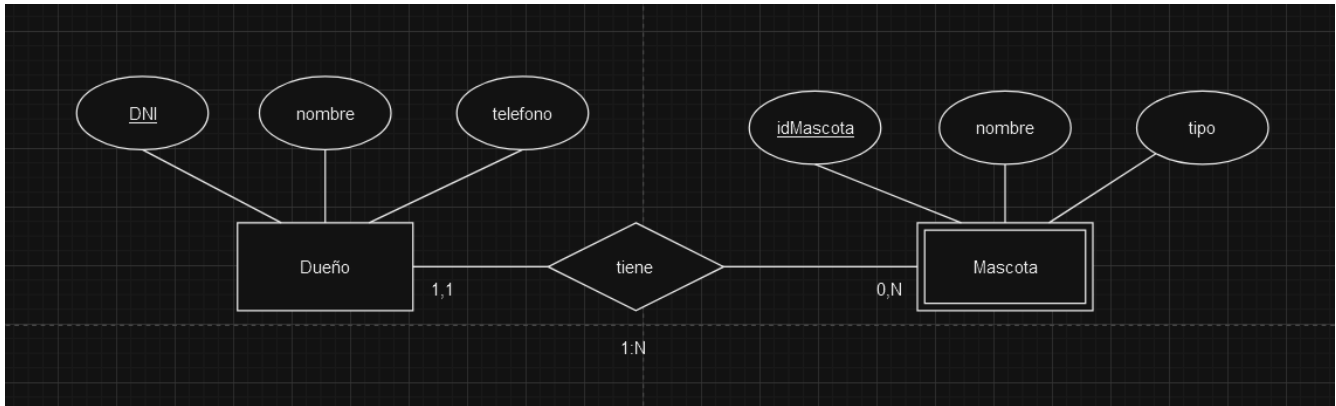 DNI
nombre
telefono
idMascota
nombre
tipo
Dueño
1,1
tiene
0,N
Mascota
1:N